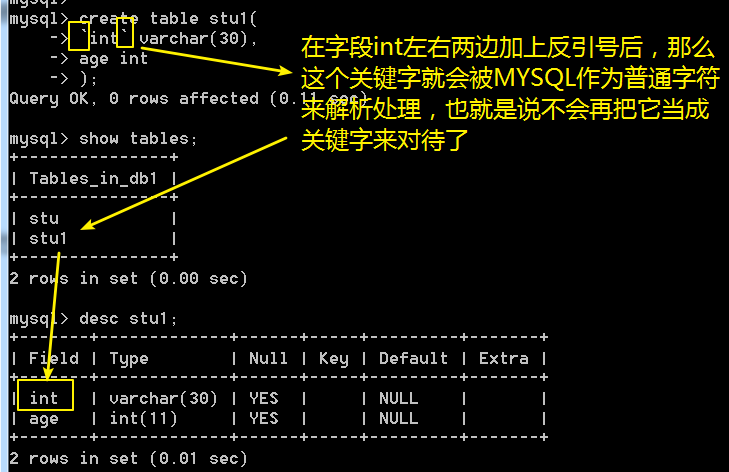 mysql>
mysql> create table stu1(
-> `int` varchar(30),
-> age int
-> );
Query OK, 0 rows affected (0.11 sec)
在字段int左右两边加上反引号后，那么
这个关键字就会被MYSQL作为普通字符
来解析处理，也就是说不会再把它当成
关键字来对待了
mysql> show tables;
+---------------+
| Tables_in_db1 |
+---------------+
| stu |
| stu1 |
+---------------+
2 rows in set (0.00 sec)
mysql> desc stu1;
+-------+-------------+------+-----+---------+-------+
| Field | Type | Null | Key | Default | Extra |
+-------+-------------+------+-----+---------+-------+
| int | varchar(30) | YES | | NULL | |
| age | int(11) | YES | | NULL | |
+-------+-------------+------+-----+---------+-------+
2 rows in set (0.01 sec)